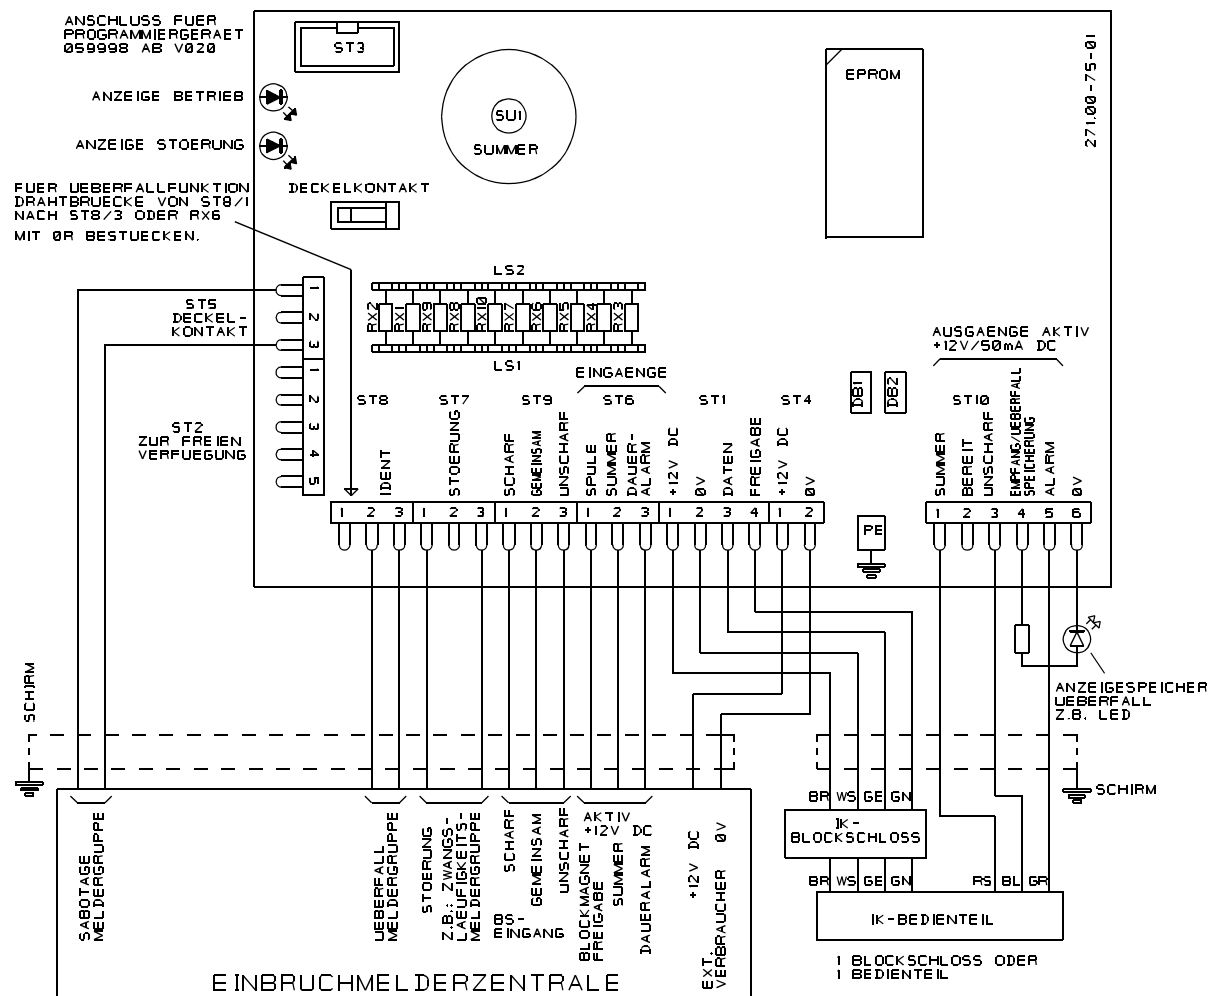 ANSCHLUSS FUER
PROGRAMMIERGERAET
059998 AB V020
ST3
ANZEIGE BETRIEB
ANZEIGE STOERUNG
SU1
SUMMER
EPROM
271.00-75-01
FUER UEBERFALLFUNKTION
DRAHTBRUECKE VON ST8/1
NACH ST8/3 ODER RX6
MIT 0R BESTUECKEN.
DECKELKONTAKT
LS2
RX2 RX1 RX9 RX8 RX10 RX7 RX6 RX5 RX4 RX3
LS1
ST5
DECKEL-
KONTAKT
1 2 3
ST2
ZUR FREIEN
VERFUEGUNG
1 2 3 4 5
EINGAENGE
AUSGAENGE AKTIV
+12V/50mA DC
DB1 DB2
ST8 ST7 ST9 ST6 ST1 ST4 ST10
IDENT
STOERUNG
SCHARF
GEMEINSAM
UNSCHARF
SPULE
SUMMER
DAUER-
ALARM
+12V DC
0V
DATEN
FREIGABE
+12V DC
0V
SUMMER
BEREIT
UNSCHARF
EMPFANG/UEBERFALL
SPEICHERUNG
ALARM
0V
1 2 3 1 2 3 1 2 3 1 2 3 1 2 3 4 1 2
PE
1 2 3 4 5 6
ANZEIGESPEICHER
UEBERFALL
Z.B. LED
SCHIRM
SCHIRM
BR WS GE GN
IK-
BLOCKSCHLOSS
BR WS GE GN RS BL GR
IK-BEDIENTEIL
1 BLOCKSCHLOSS ODER
1 BEDIENTEIL
SABOTAGE
MELDERGRUPPE
UEBERFALL
MELDERGRUPPE
STOERUNG
Z.B.: ZWANGS-
LAEUFIGKEITS-
MELDERGRUPPE
SCHARF
GEMEINSAM
UNSCHARF
BS-
EINGANG
AKTIV
+12V DC
BLOCKMAGNET
FREIGABE
SUMMER
DAUERALARM
+12V DC
EXT.
VERBRAUCHER 0V
EINBRUCHMELDERZENTRALE